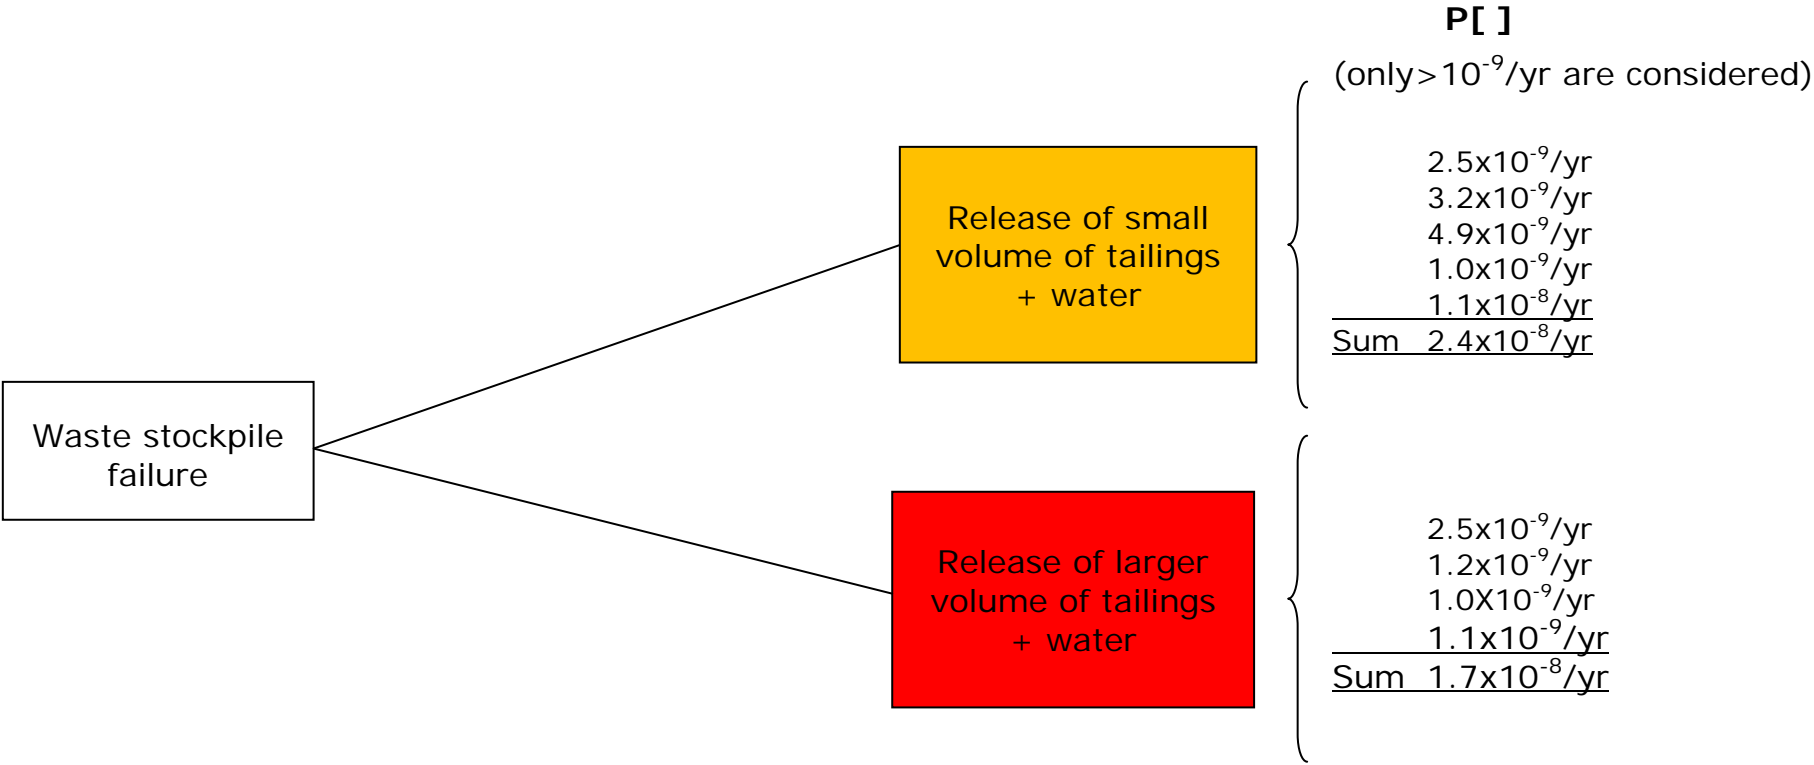 P[ ]
(only>10⁻⁹/yr are considered)
Release of small
volume of tailings
+ water
2.5x10⁻⁹/yr
3.2x10⁻⁹/yr
4.9x10⁻⁹/yr
1.0x10⁻⁹/yr
1.1x10⁻⁸/yr
Sum 2.4x10⁻⁸/yr
Waste stockpile
failure
Release of larger
volume of tailings
+ water
2.5x10⁻⁹/yr
1.2x10⁻⁹/yr
1.0X10⁻⁹/yr
1.1x10⁻⁹/yr
Sum 1.7x10⁻⁸/yr